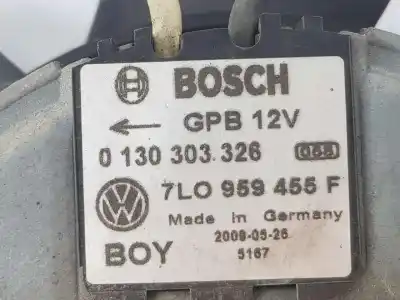 BOSCH
GPB 12V
0 130 303 326
7L0 959 455 F
Made in Germany
BOY 2009-05-26
5167